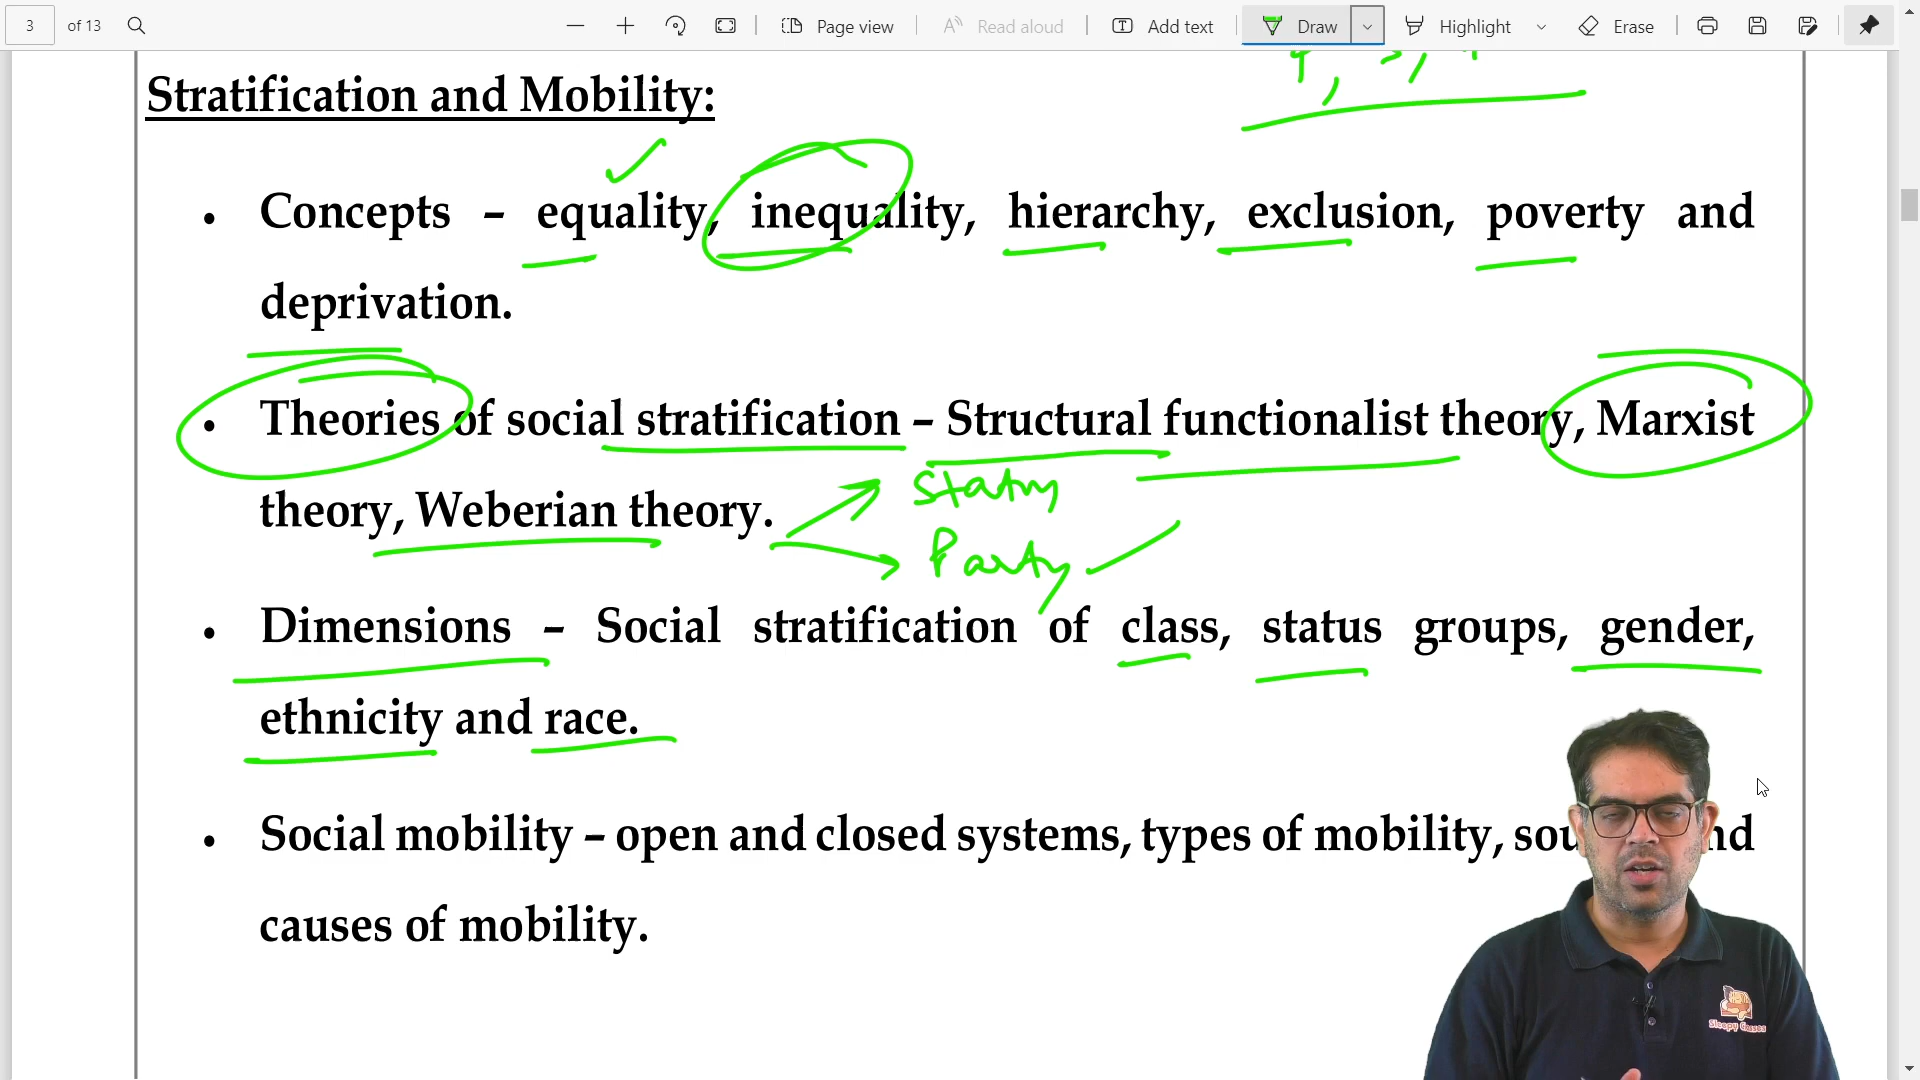 3 of 13 Page view Read aloud Add text Draw Highlight Erase
Stratification and Mobility:
• Concepts – equality, inequality, hierarchy, exclusion, poverty and
deprivation.
• Theories of social stratification – Structural functionalist theory, Marxist
theory, Weberian theory.
Status
Party
• Dimensions – Social stratification of class, status groups, gender,
ethnicity and race.
• Social mobility – open and closed systems, types of mobility,
causes of mobility.
Sleepy Classes